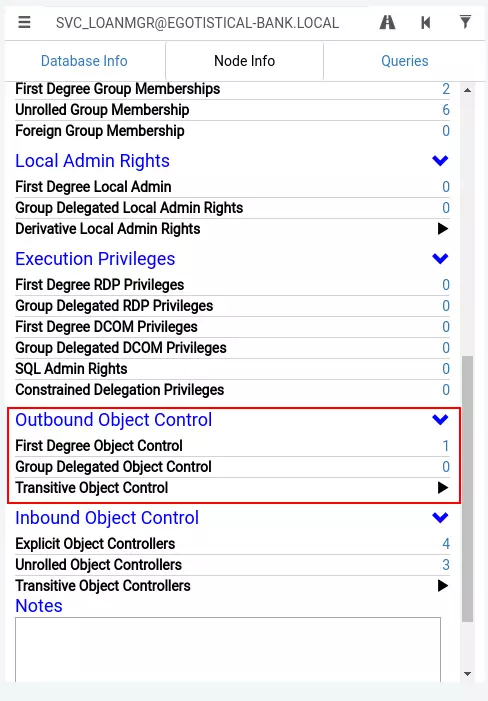 SVC_LOANMGR@EGOTISTICAL-BANK.LOCAL
Database Info Node Info Queries
First Degree Group Memberships 2
Unrolled Group Membership 6
Foreign Group Membership 0
Local Admin Rights
First Degree Local Admin 0
Group Delegated Local Admin Rights 0
Derivative Local Admin Rights
Execution Privileges
First Degree RDP Privileges 0
Group Delegated RDP Privileges 0
First Degree DCOM Privileges 0
Group Delegated DCOM Privileges 0
SQL Admin Rights 0
Constrained Delegation Privileges 0
Outbound Object Control
First Degree Object Control 1
Group Delegated Object Control 0
Transitive Object Control
Inbound Object Control
Explicit Object Controllers 4
Unrolled Object Controllers 3
Transitive Object Controllers
Notes